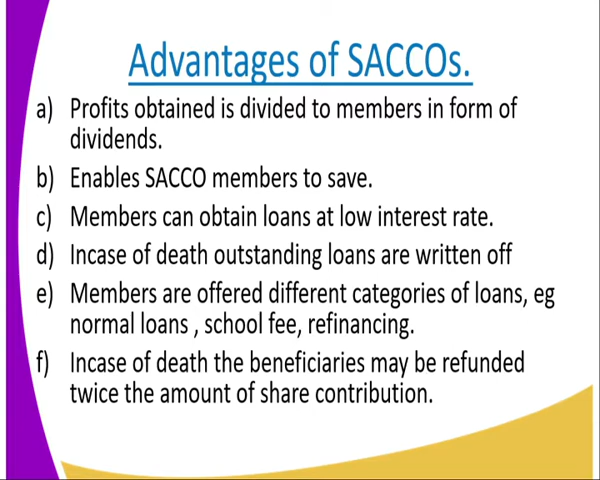 Advantages of SACCOs.
a) Profits obtained is divided to members in form of
dividends.
b) Enables SACCO members to save.
c) Members can obtain loans at low interest rate.
d) Incase of death outstanding loans are written off
e) Members are offered different categories of loans, eg
normal loans , school fee, refinancing.
f) Incase of death the beneficiaries may be refunded
twice the amount of share contribution.